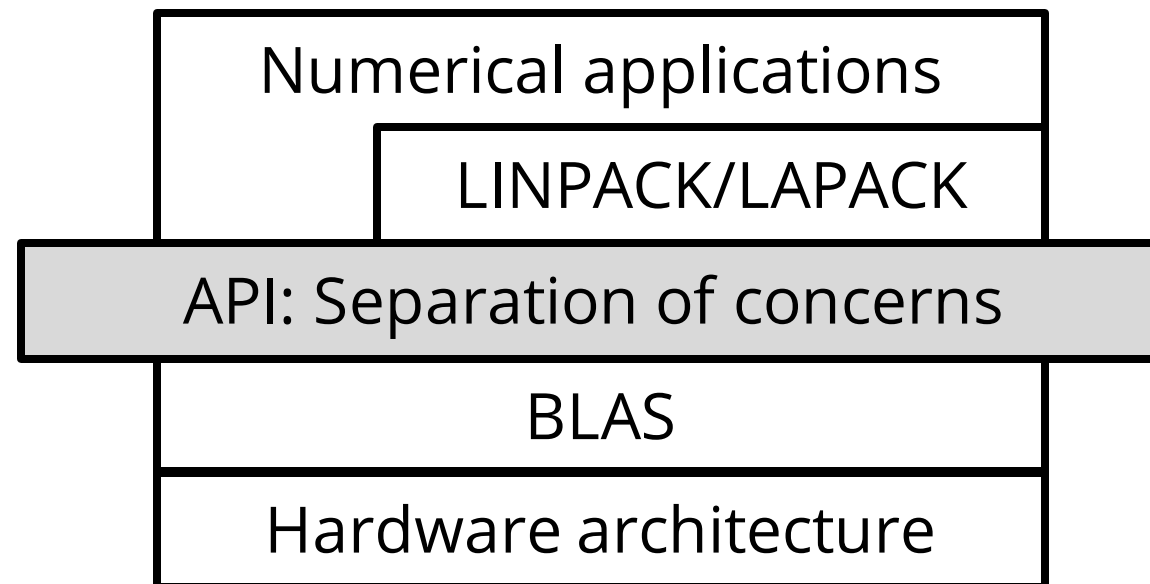 Numerical applications
LINPACK/LAPACK
API: Separation of concerns
BLAS
Hardware architecture